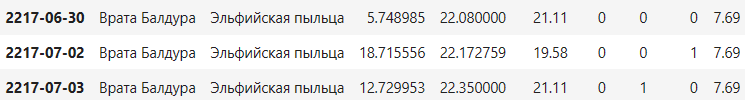 2217-06-30 Врата Балдура Эльфийская пыльца 5.748985 22.080000 21.11 0 0 0 7.69
2217-07-02 Врата Балдура Эльфийская пыльца 18.715556 22.172759 19.58 0 0 1 7.69
2217-07-03 Врата Балдура Эльфийская пыльца 12.729953 22.350000 21.11 0 1 0 7.69